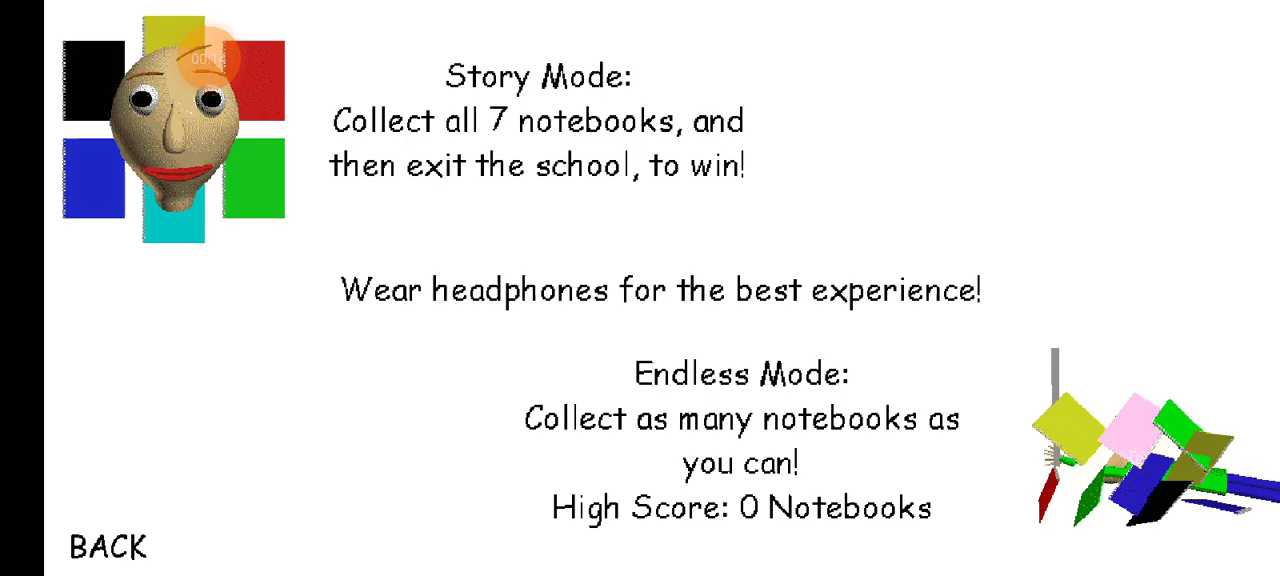 Story Mode:
Collect all 7 notebooks, and
then exit the school, to win!
Wear headphones for the best experience!
Endless Mode:
Collect as many notebooks as
you can!
High Score: 0 Notebooks
BACK